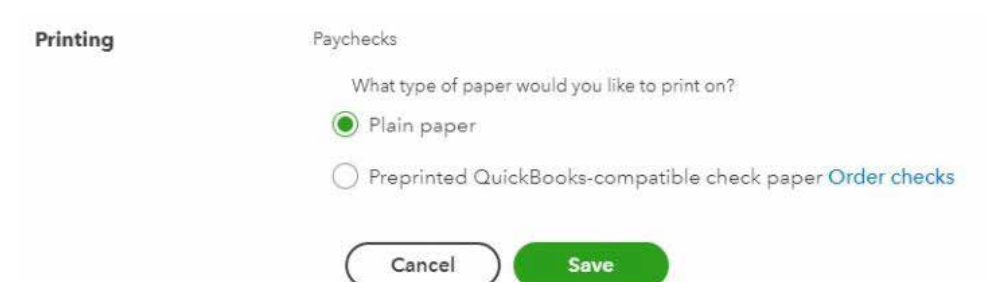 Printing
Paychecks
What type of paper would you like to print on?
Plain paper
Preprinted QuickBooks-compatible check paper Order checks
Cancel
Save